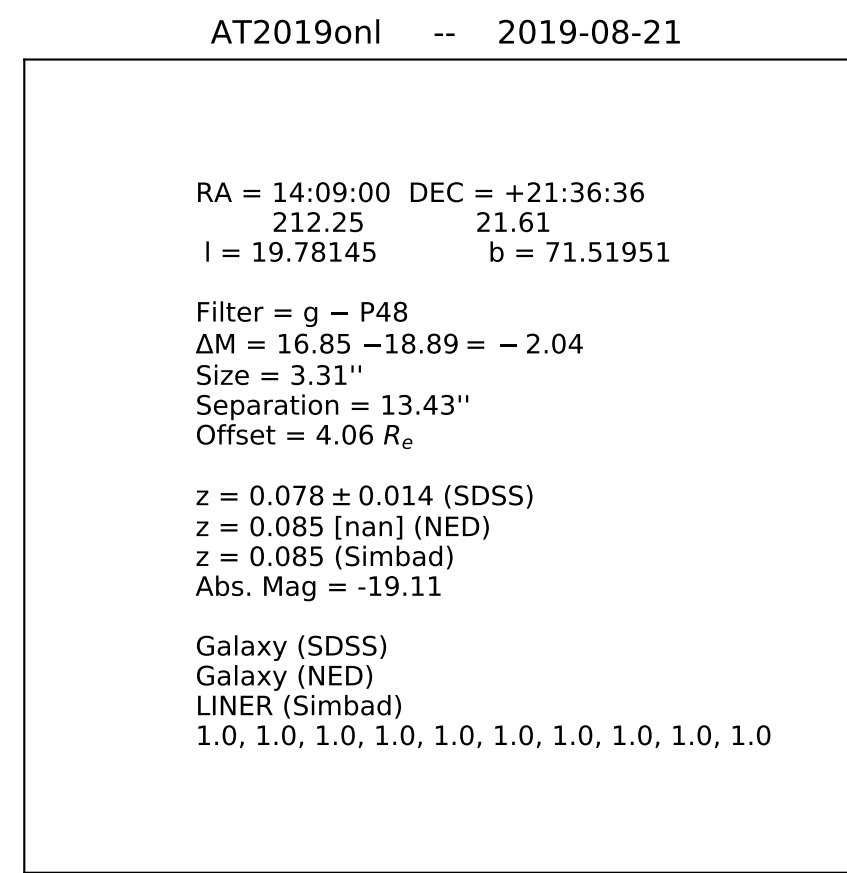 AT2019onl -- 2019-08-21
RA = 14:09:00 DEC = +21:36:36
212.25 21.61
l = 19.78145 b = 71.51951
Filter = g − P48
ΔM = 16.85 −18.89 = − 2.04
Size = 3.31''
Separation = 13.43''
Offset = 4.06 Rₑ
z = 0.078 ± 0.014 (SDSS)
z = 0.085 [nan] (NED)
z = 0.085 (Simbad)
Abs. Mag = -19.11
Galaxy (SDSS)
Galaxy (NED)
LINER (Simbad)
1.0, 1.0, 1.0, 1.0, 1.0, 1.0, 1.0, 1.0, 1.0, 1.0